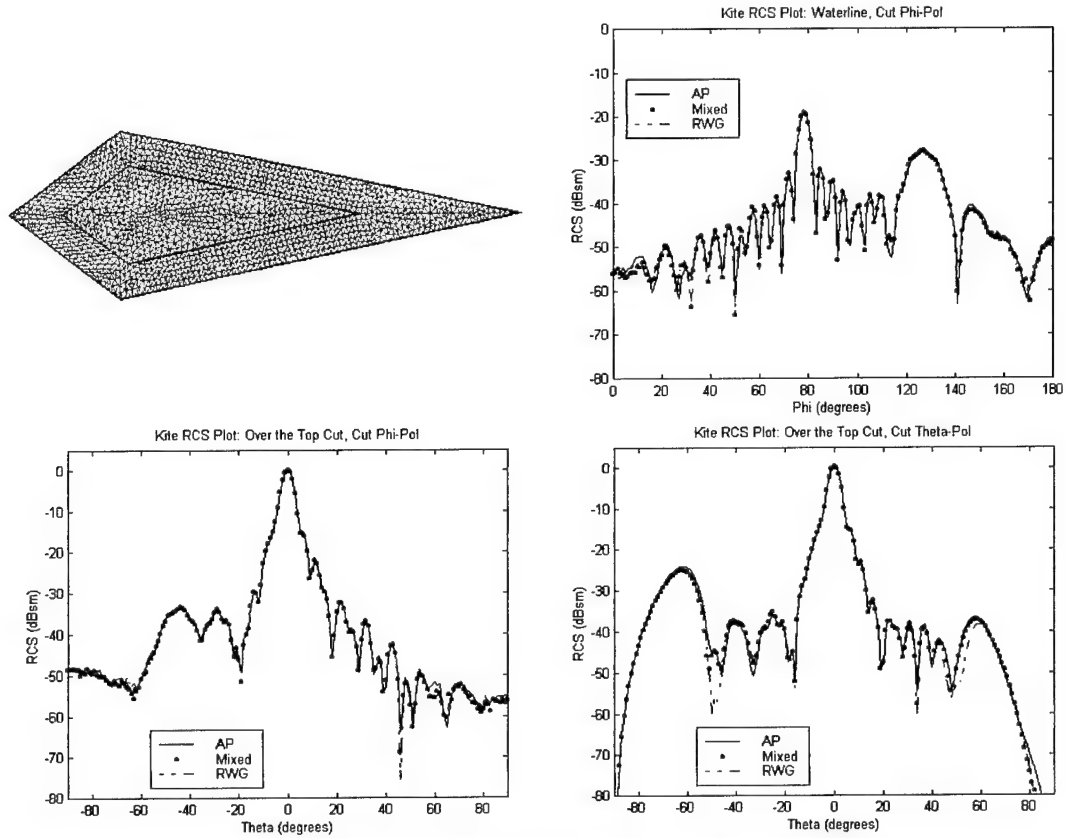 Kite RCS Plot: Waterline, Cut Phi-Pol
0
-10
-20
-30
-40
-50
-60
-70
-80
RCS (dBsm)
AP
Mixed
RWG
0 20 40 60 80 100 120 140 160 180
Phi (degrees)
Kite RCS Plot: Over the Top Cut, Cut Phi-Pol
0
-10
-20
-30
-40
-50
-60
-70
-80
RCS (dBsm)
AP
Mixed
RWG
-80 -60 -40 -20 0 20 40 60 80
Theta (degrees)
Kite RCS Plot: Over the Top Cut, Cut Theta-Pol
0
-10
-20
-30
-40
-50
-60
-70
-80
RCS (dBsm)
AP
Mixed
RWG
-80 -60 -40 -20 0 20 40 60 80
Theta (degrees)